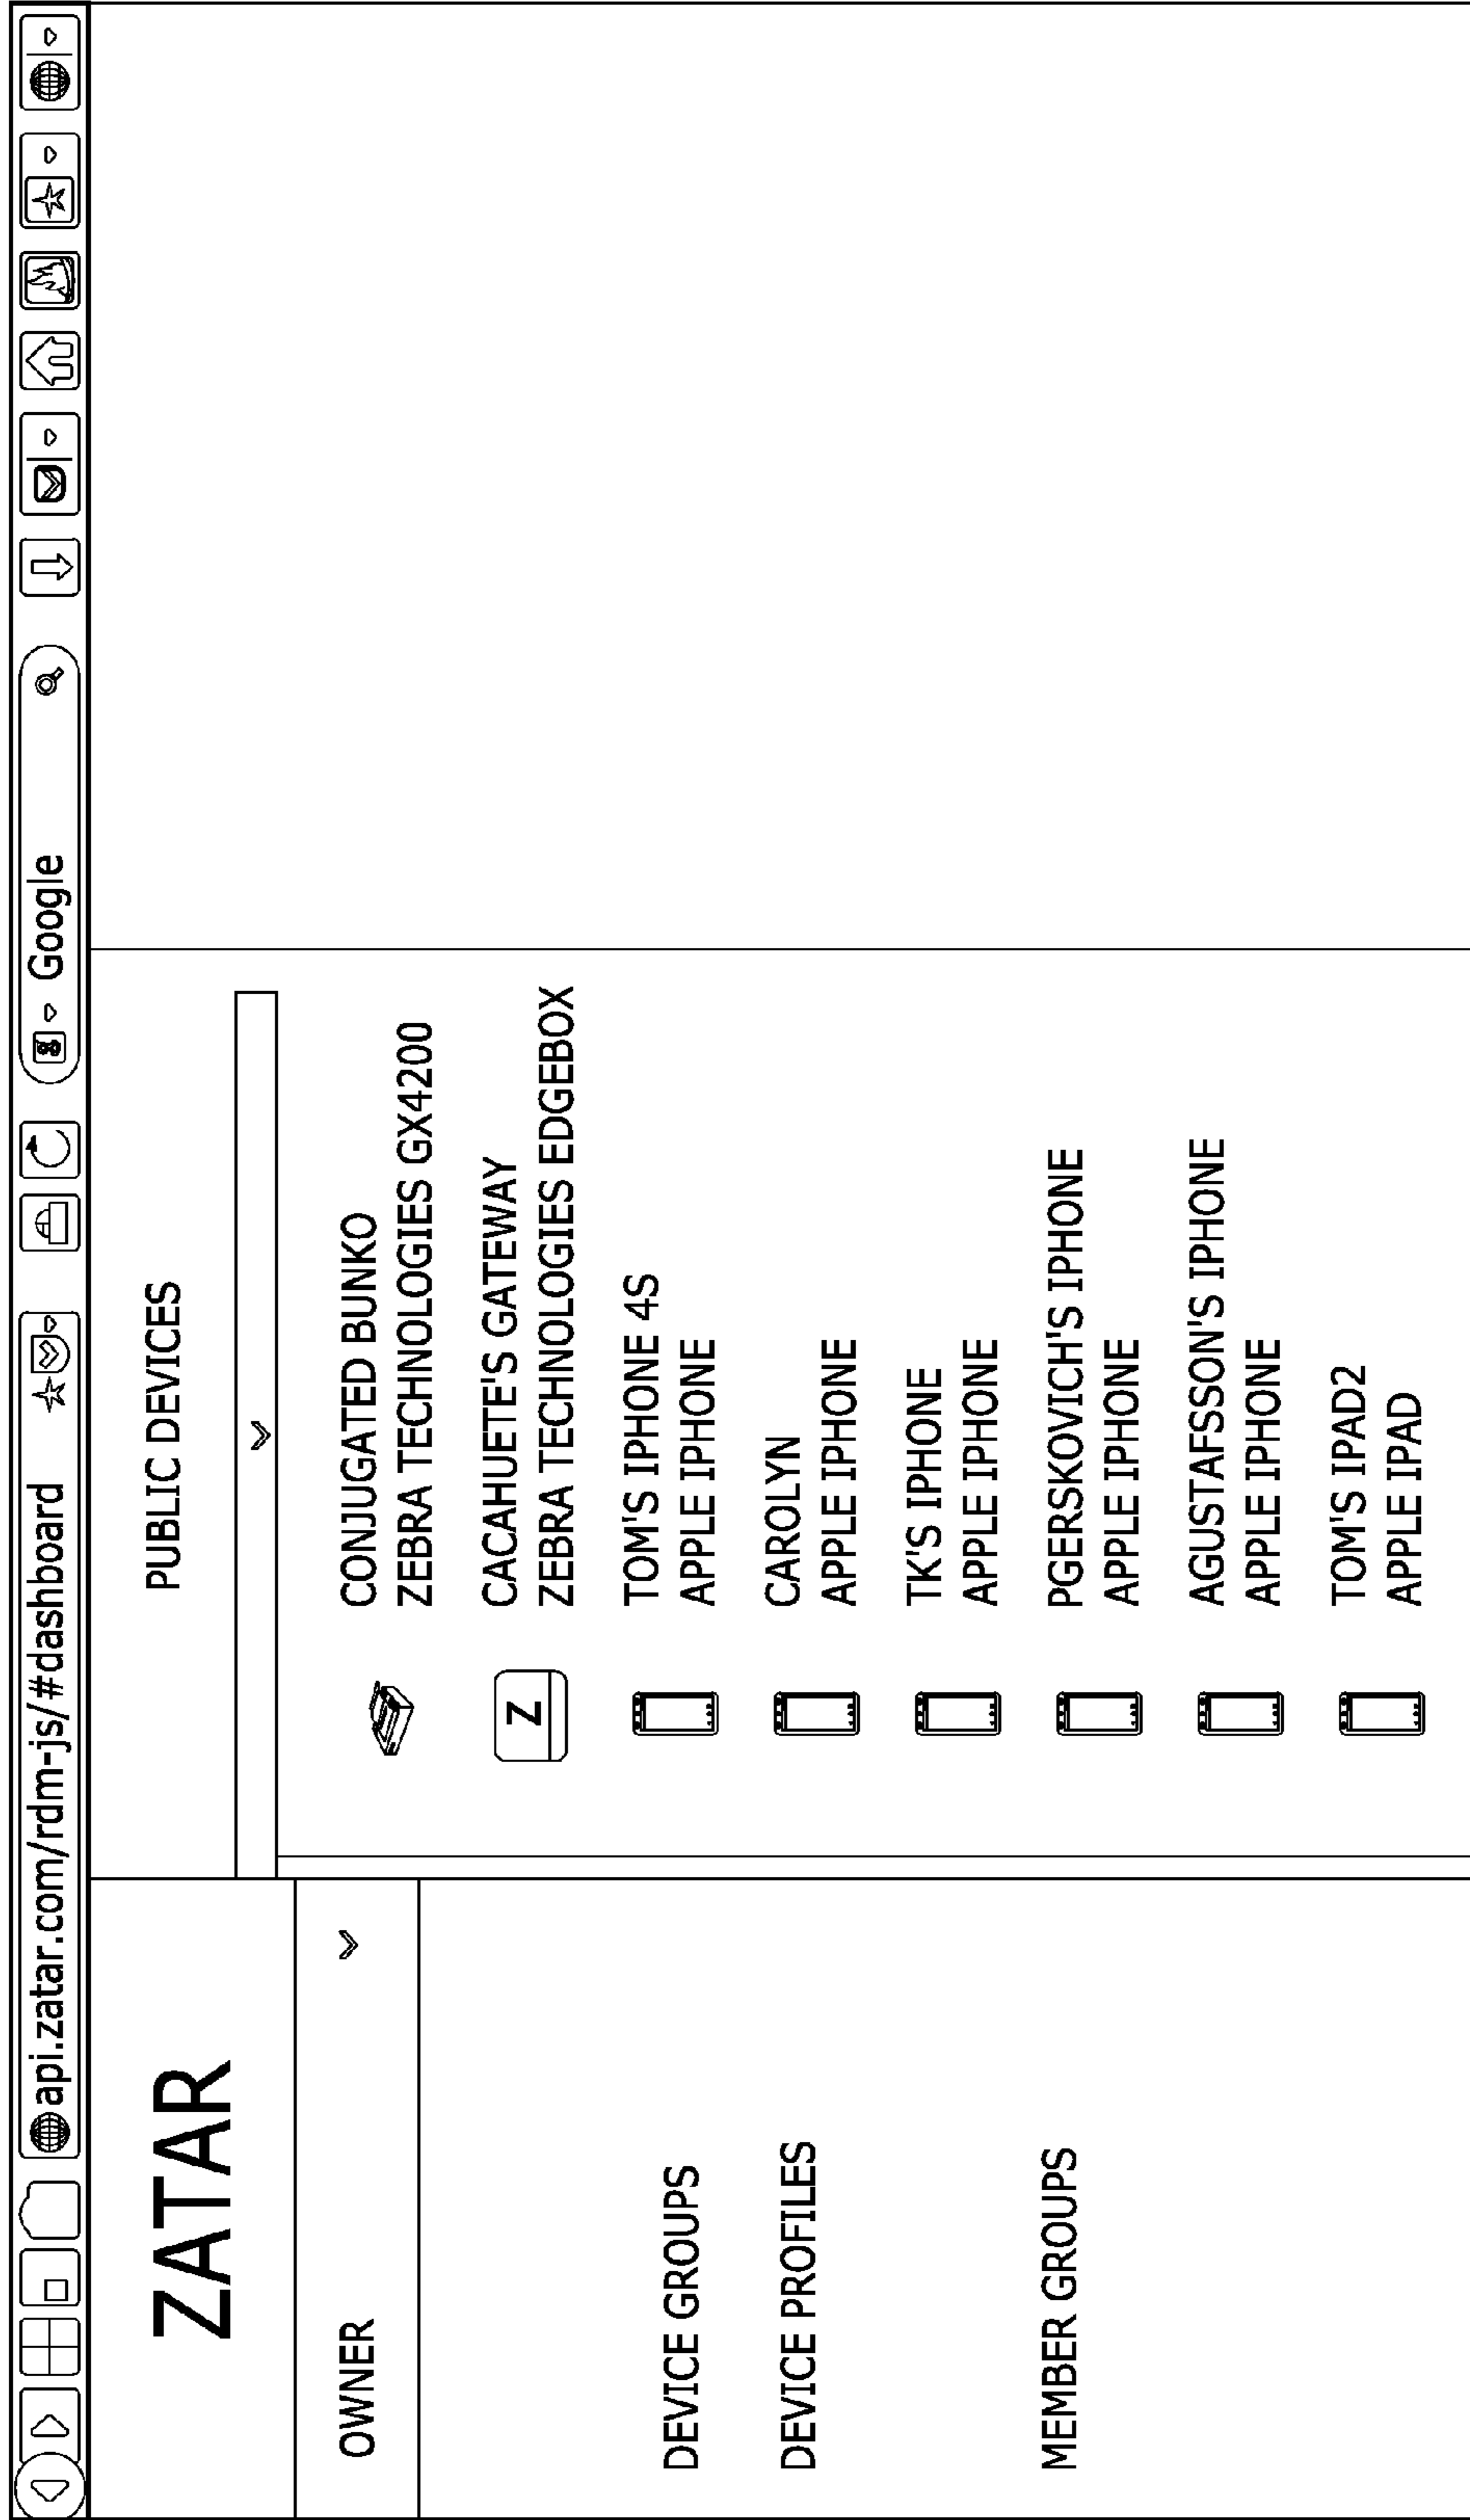 api.zatar.com/rdm-js/#dashboard
g Google
ZATAR
OWNER
DEVICE GROUPS
DEVICE PROFILES
MEMBER GROUPS
PUBLIC DEVICES
CONJUGATED BUNKO
ZEBRA TECHNOLOGIES GX4200
Z
CACAHUETE'S GATEWAY
ZEBRA TECHNOLOGIES EDGEBOX
TOM'S IPHONE 4S
APPLE IPHONE
CAROLYN
APPLE IPHONE
TK'S IPHONE
APPLE IPHONE
PGERSKOVICH'S IPHONE
APPLE IPHONE
AGUSTAFSSON'S IPHONE
APPLE IPHONE
TOM'S IPAD2
APPLE IPAD